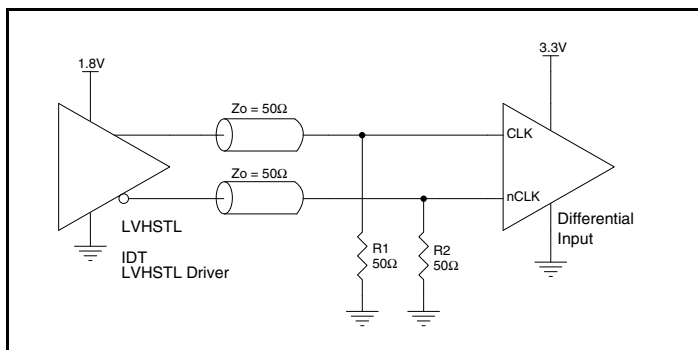 1.8V
3.3V
Zo = 50Ω
CLK
Zo = 50Ω
nCLK
LVHSTL
IDT
LVHSTL Driver
R1
50Ω
R2
50Ω
Differential
Input